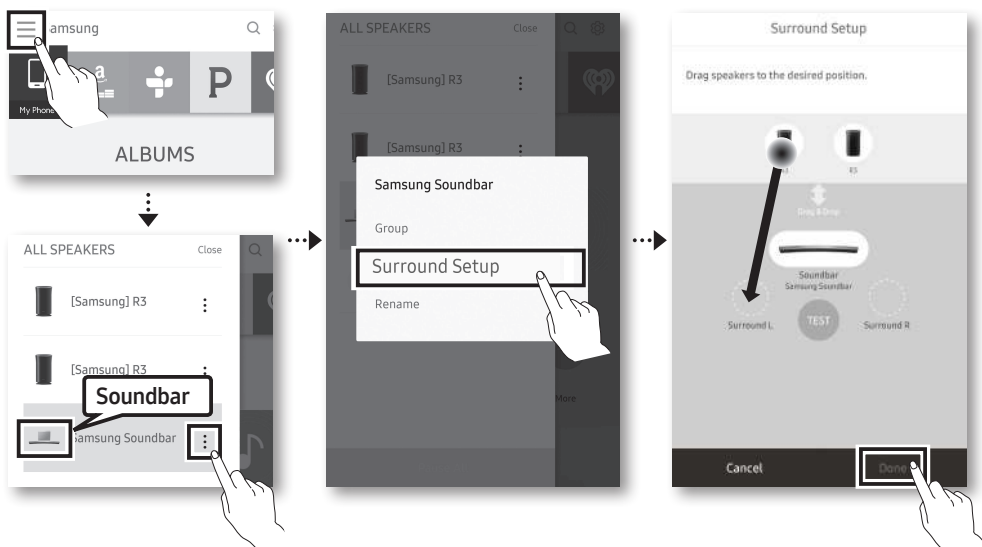 amsung
a
P
My Phone
ALBUMS
ALL SPEAKERS
Close
[Samsung] R3
[Samsung] R3
Soundbar
Samsung Soundbar
ALL SPEAKERS
Close
[Samsung] R3
[Samsung] R3
Samsung Soundbar
Group
Surround Setup
Rename
More
Surround Setup
Drag speakers to the desired position.
R3
Drag & Drop
Soundbar
Samsung Soundbar
Surround L
TEST
Surround R
Cancel
Done